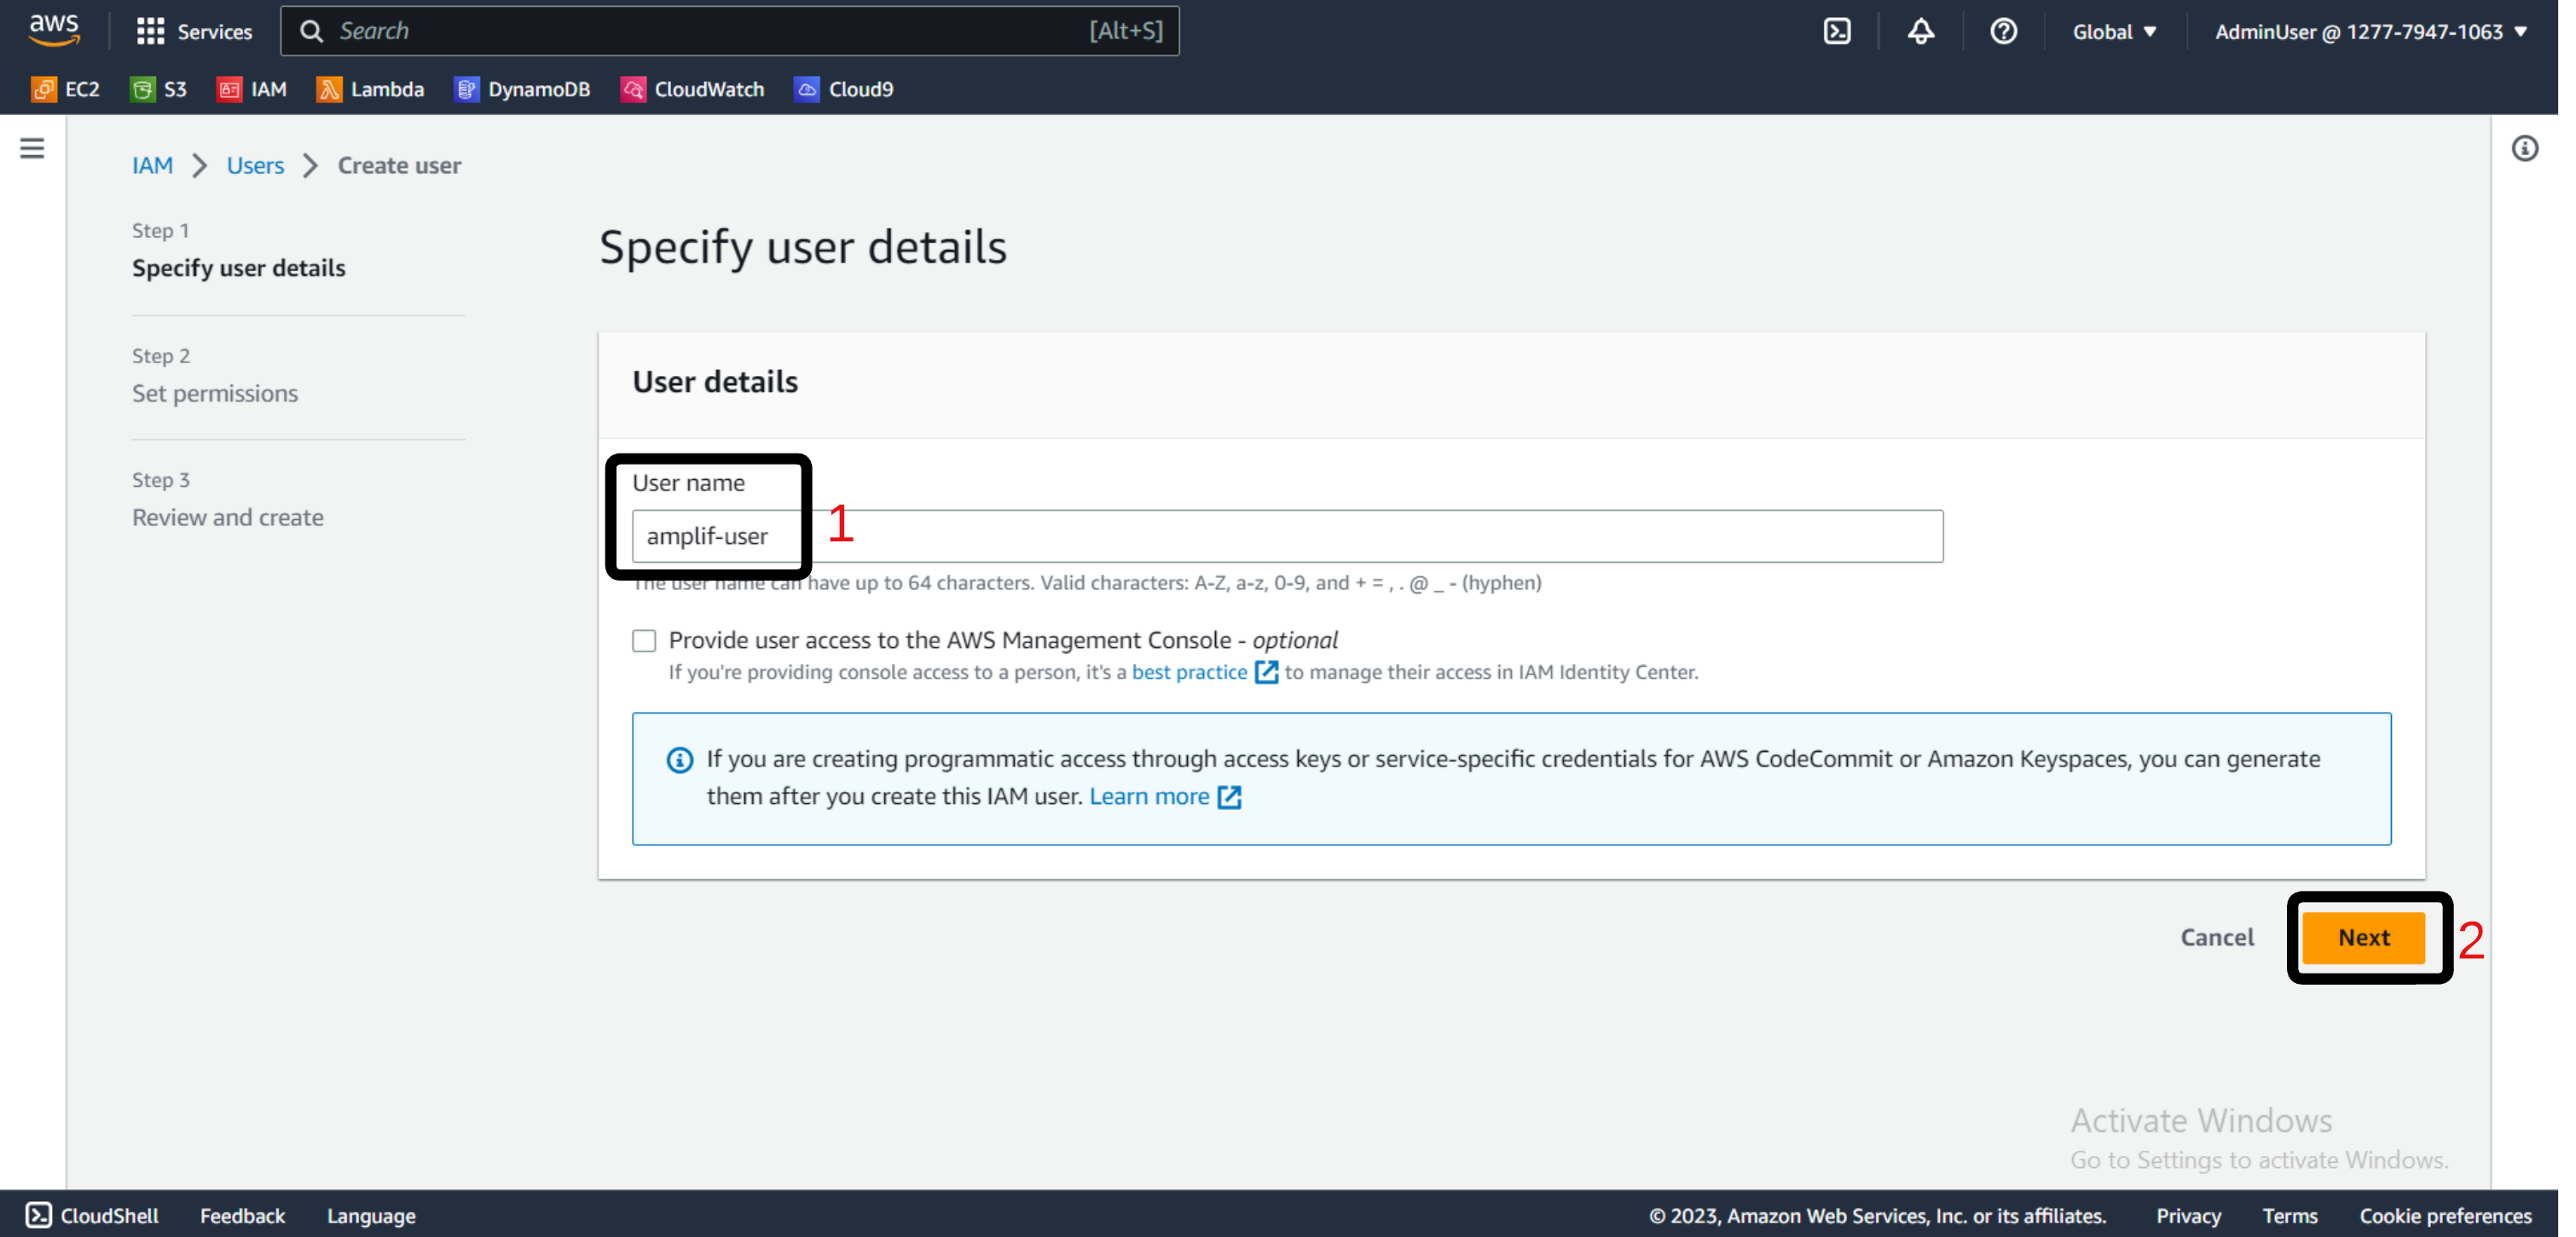 aws Services Search [Alt+S] Global AdminUser @ 1277-7947-1063
EC2 S3 IAM Lambda DynamoDB CloudWatch Cloud9
IAM Users Create user
Step 1
Specify user details
Step 2
Set permissions
Step 3
Review and create
Specify user details
User details
User name
amplif-user
1
The user name can have up to 64 characters. Valid characters: A-Z, a-z, 0-9, and + = , . @ _ - (hyphen)
Provide user access to the AWS Management Console - optional
If you're providing console access to a person, it's a best practice to manage their access in IAM Identity Center.
If you are creating programmatic access through access keys or service-specific credentials for AWS CodeCommit or Amazon Keyspaces, you can generate
them after you create this IAM user. Learn more
Cancel Next 2
Activate Windows
Go to Settings to activate Windows.
CloudShell Feedback Language © 2023, Amazon Web Services, Inc. or its affiliates. Privacy Terms Cookie preferences